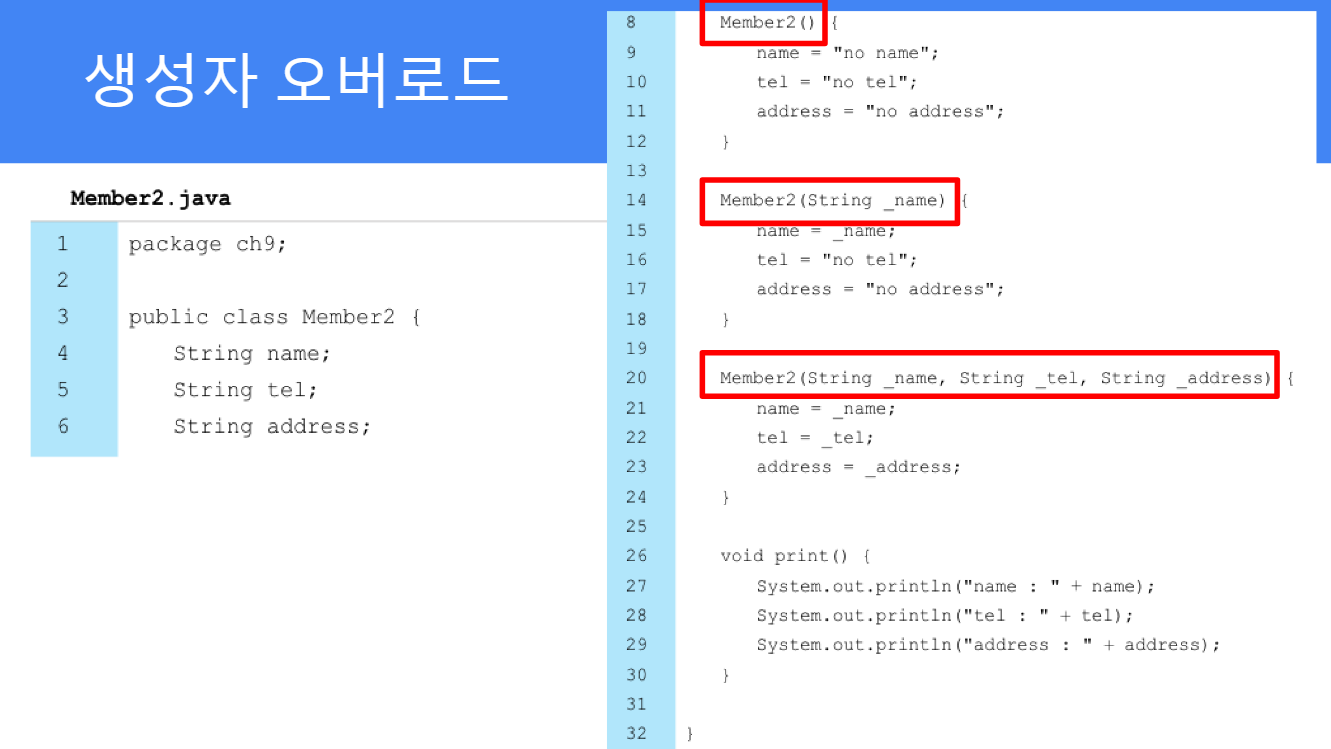 생성자 오버로드
Member2.java
1 package ch9;
2
3 public class Member2 {
4 String name;
5 String tel;
6 String address;
8 Member2() {
9 name = "no name";
10 tel = "no tel";
11 address = "no address";
12 }
13
14 Member2(String _name) {
15 name = _name;
16 tel = "no tel";
17 address = "no address";
18 }
19
20 Member2(String _name, String _tel, String _address) {
21 name = _name;
22 tel = _tel;
23 address = _address;
24 }
25
26 void print() {
27 System.out.println("name : " + name);
28 System.out.println("tel : " + tel);
29 System.out.println("address : " + address);
30 }
31
32 }